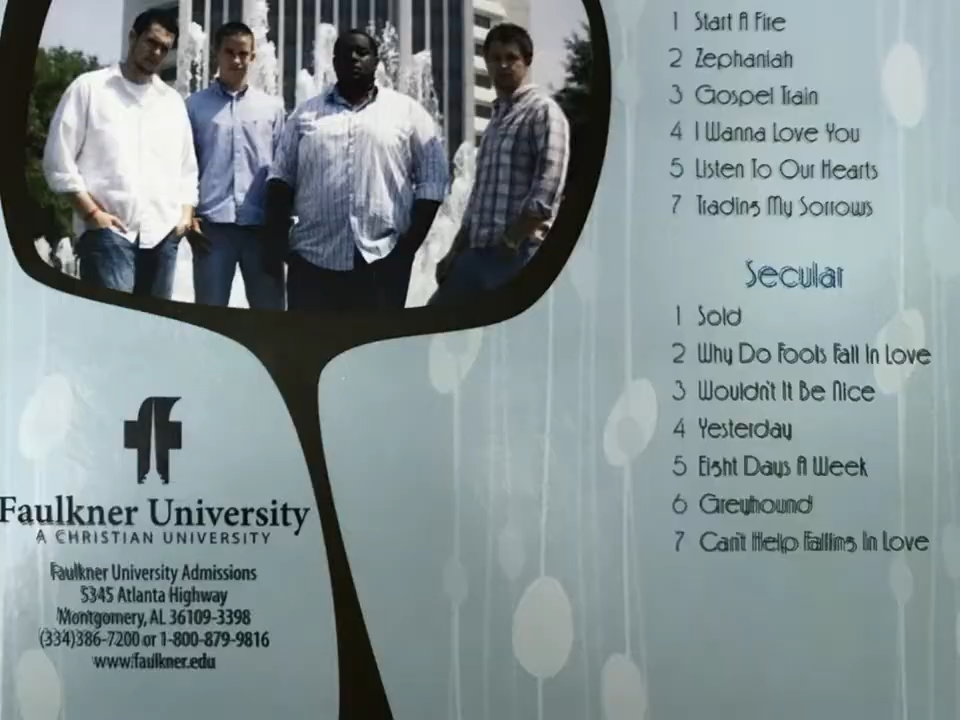 1 Start A Fire
2 Zephaniah
3 Gospel Train
4 I Wanna Love You
5 Listen To Our Hearts
7 Trading My Sorrows
Secular
1 Sold
2 Why Do Fools Fall In Love
3 Wouldn't It Be Nice
4 Yesterday
5 Eight Days A Week
6 Greyhound
7 Can't Help Falling In Love
Faulkner University
A CHRISTIAN UNIVERSITY
Faulkner University Admissions
5345 Atlanta Highway
Montgomery, AL 36109-3398
(334)386-7200 or 1-800-879-9816
www.faulkner.edu